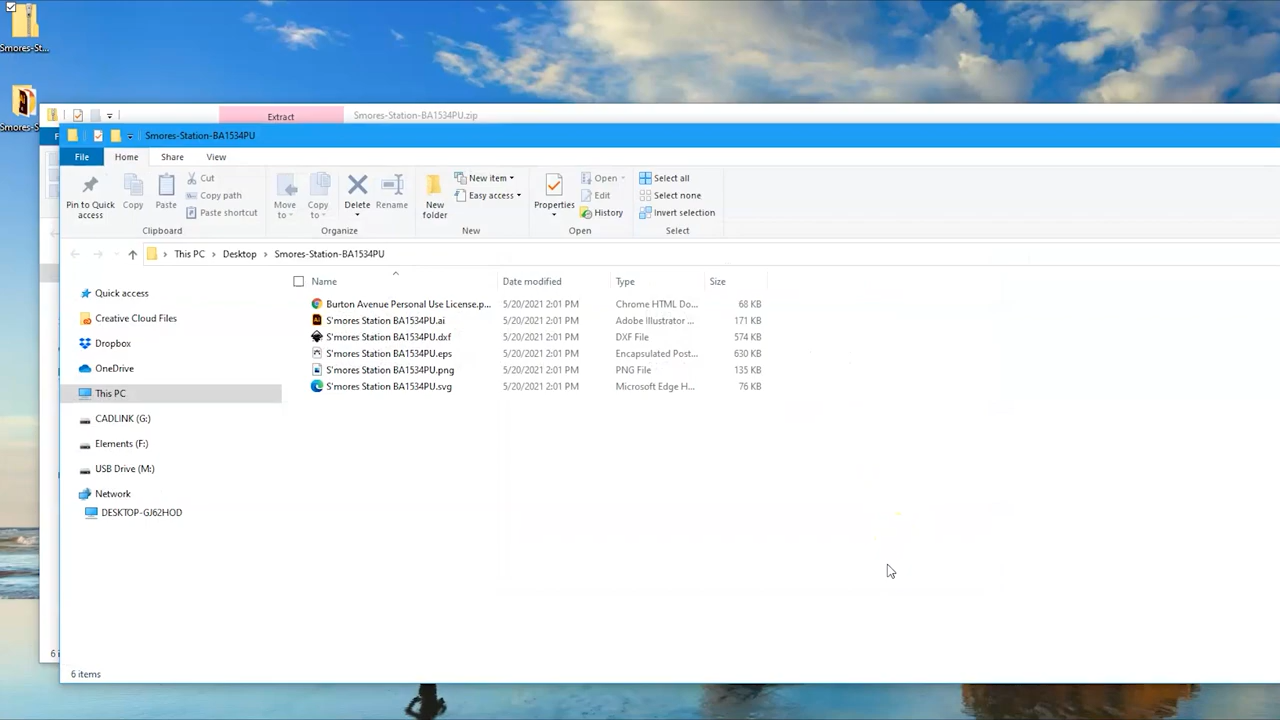 Smores-St...
Smores-S
Extract
Smores-Station-BA1534PU.zip
Smores-Station-BA1534PU
File
Home
Share
View
Pin to Quick access
Copy
Paste
Cut
Copy path
Paste shortcut
Clipboard
Move to
Copy to
Delete
Rename
Organize
New folder
New item
Easy access
New
Properties
Open
Edit
History
Open
Select all
Select none
Invert selection
Select
This PC > Desktop > Smores-Station-BA1534PU
Name Date modified Type Size
Burton Avenue Personal Use License.p... 5/20/2021 2:01 PM Chrome HTML Do... 68 KB
S'mores Station BA1534PU.ai 5/20/2021 2:01 PM Adobe Illustrator ... 171 KB
S'mores Station BA1534PU.dxf 5/20/2021 2:01 PM DXF File 574 KB
S'mores Station BA1534PU.eps 5/20/2021 2:01 PM Encapsulated Post... 630 KB
S'mores Station BA1534PU.png 5/20/2021 2:01 PM PNG File 135 KB
S'mores Station BA1534PU.svg 5/20/2021 2:01 PM Microsoft Edge H... 76 KB
Quick access
Creative Cloud Files
Dropbox
OneDrive
This PC
CADLINK (G:)
Elements (F:)
USB Drive (M:)
Network
DESKTOP-GJ62HOD
6 i
6 items